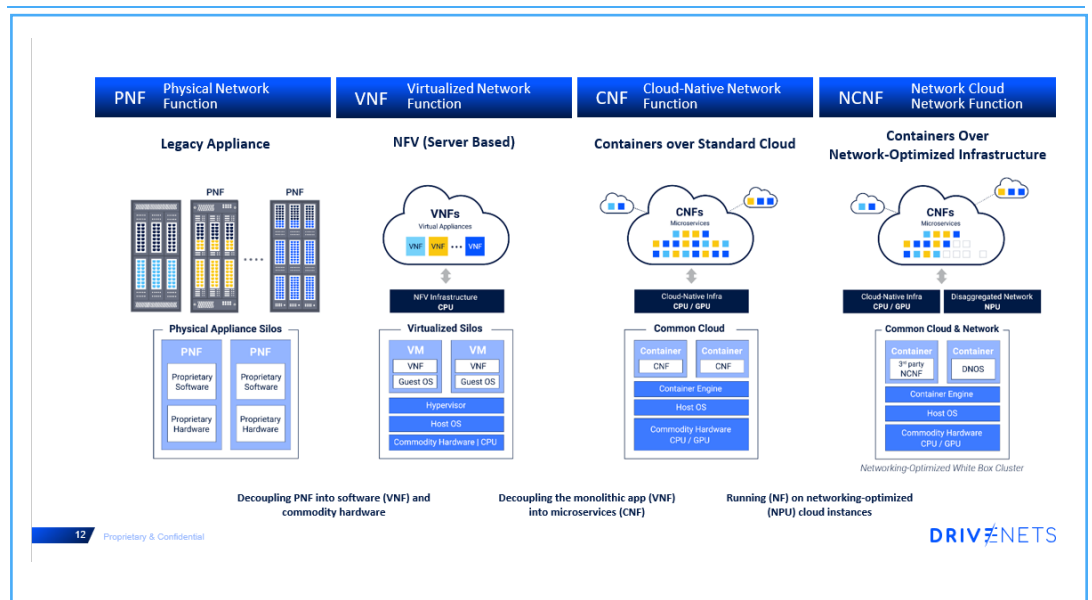 PNF
Physical Network
Function
VNF
Virtualized Network
Function
CNF
Cloud-Native Network
Function
NCNF
Network Cloud
Network Function
Legacy Appliance
NFV (Server Based)
Containers over Standard Cloud
Containers Over
Network-Optimized Infrastructure
PNF
PNF
VNFs
Virtual Appliances
VNF
VNF
VNF
CNFs
Microservices
CNFs
Microservices
NFV Infrastructure
CPU
Cloud-Native Infra
CPU / GPU
Cloud-Native Infra
CPU / GPU
Disaggregated Network
NPU
Physical Appliance Silos
PNF
PNF
Proprietary
Software
Proprietary
Software
Proprietary
Hardware
Proprietary
Hardware
Virtualized Silos
VM
VM
VNF
VNF
Guest OS
Guest OS
Hypervisor
Host OS
Commodity Hardware | CPU
Common Cloud
Container
Container
CNF
CNF
Container Engine
Host OS
Commodity Hardware
CPU / GPU
Common Cloud & Network
Container
Container
3rd party
NCNF
DNOS
Container Engine
Host OS
Commodity Hardware
CPU / GPU
Networking-Optimized White Box Cluster
Decoupling PNF into software (VNF) and
commodity hardware
Decoupling the monolithic app (VNF)
into microservices (CNF)
Running (NF) on networking-optimized
(NPU) cloud instances
12
Proprietary & Confidential
DRIVENETS